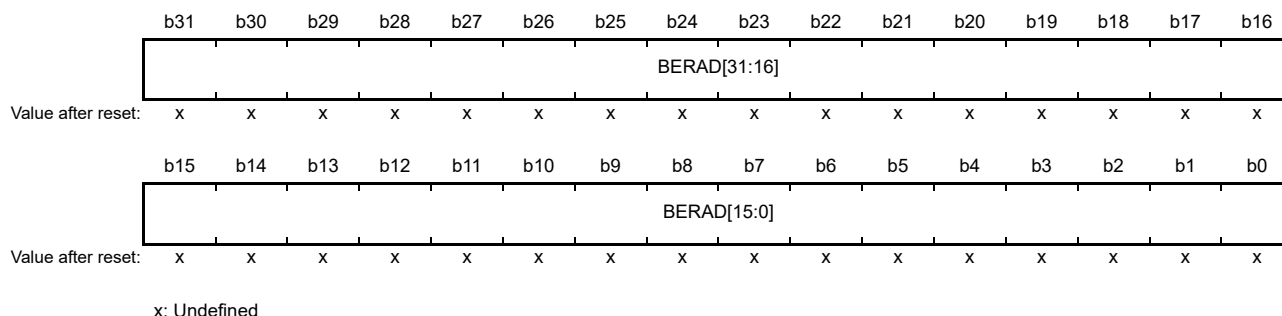 b31 b30 b29 b28 b27 b26 b25 b24 b23 b22 b21 b20 b19 b18 b17 b16
BERAD[31:16]
Value after reset: x x x x x x x x x x x x x x x x
b15 b14 b13 b12 b11 b10 b9 b8 b7 b6 b5 b4 b3 b2 b1 b0
BERAD[15:0]
Value after reset: x x x x x x x x x x x x x x x x
x: Undefined